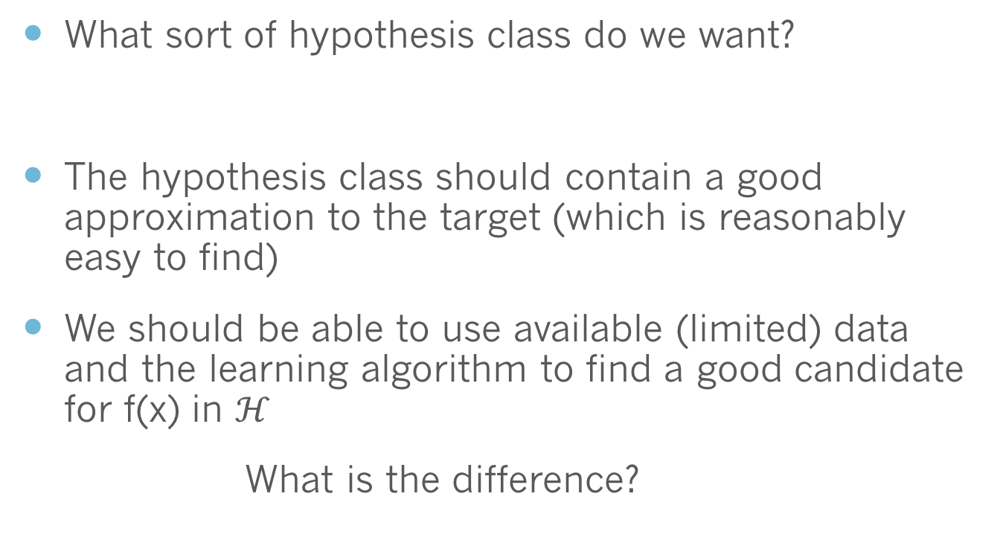 • What sort of hypothesis class do we want?
• The hypothesis class should contain a good
approximation to the target (which is reasonably
easy to find)
• We should be able to use available (limited) data
and the learning algorithm to find a good candidate
for f(x) in ℋ
What is the difference?